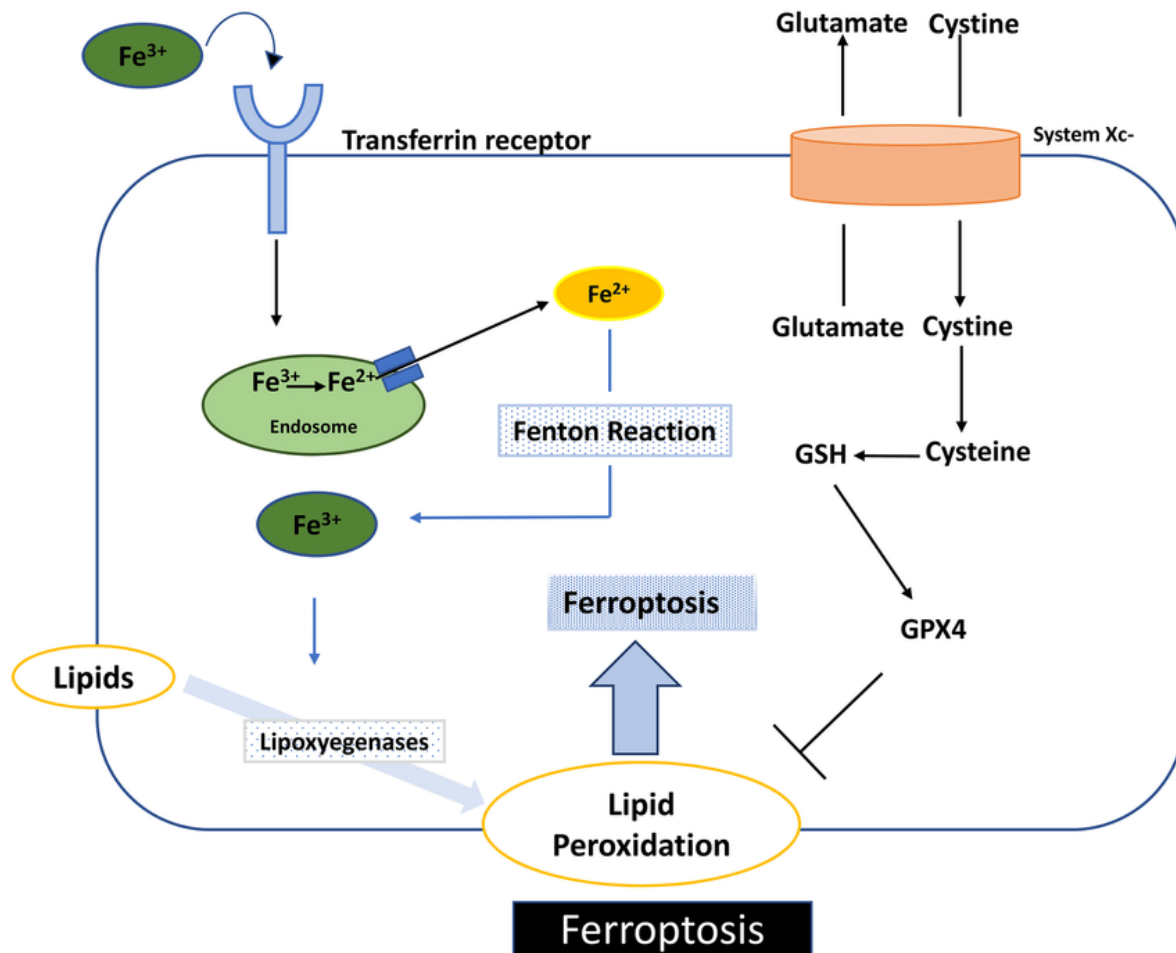 Glutamate Cystine
Fe³⁺
System Xc-
Transferrin receptor
Fe²⁺
Glutamate Cystine
Fe³⁺ Fe²⁺
Endosome
Fenton Reaction
GSH Cysteine
Fe³⁺
Ferroptosis
GPX4
Lipids
Lipoxyegenases
Lipid
Peroxidation
Ferroptosis